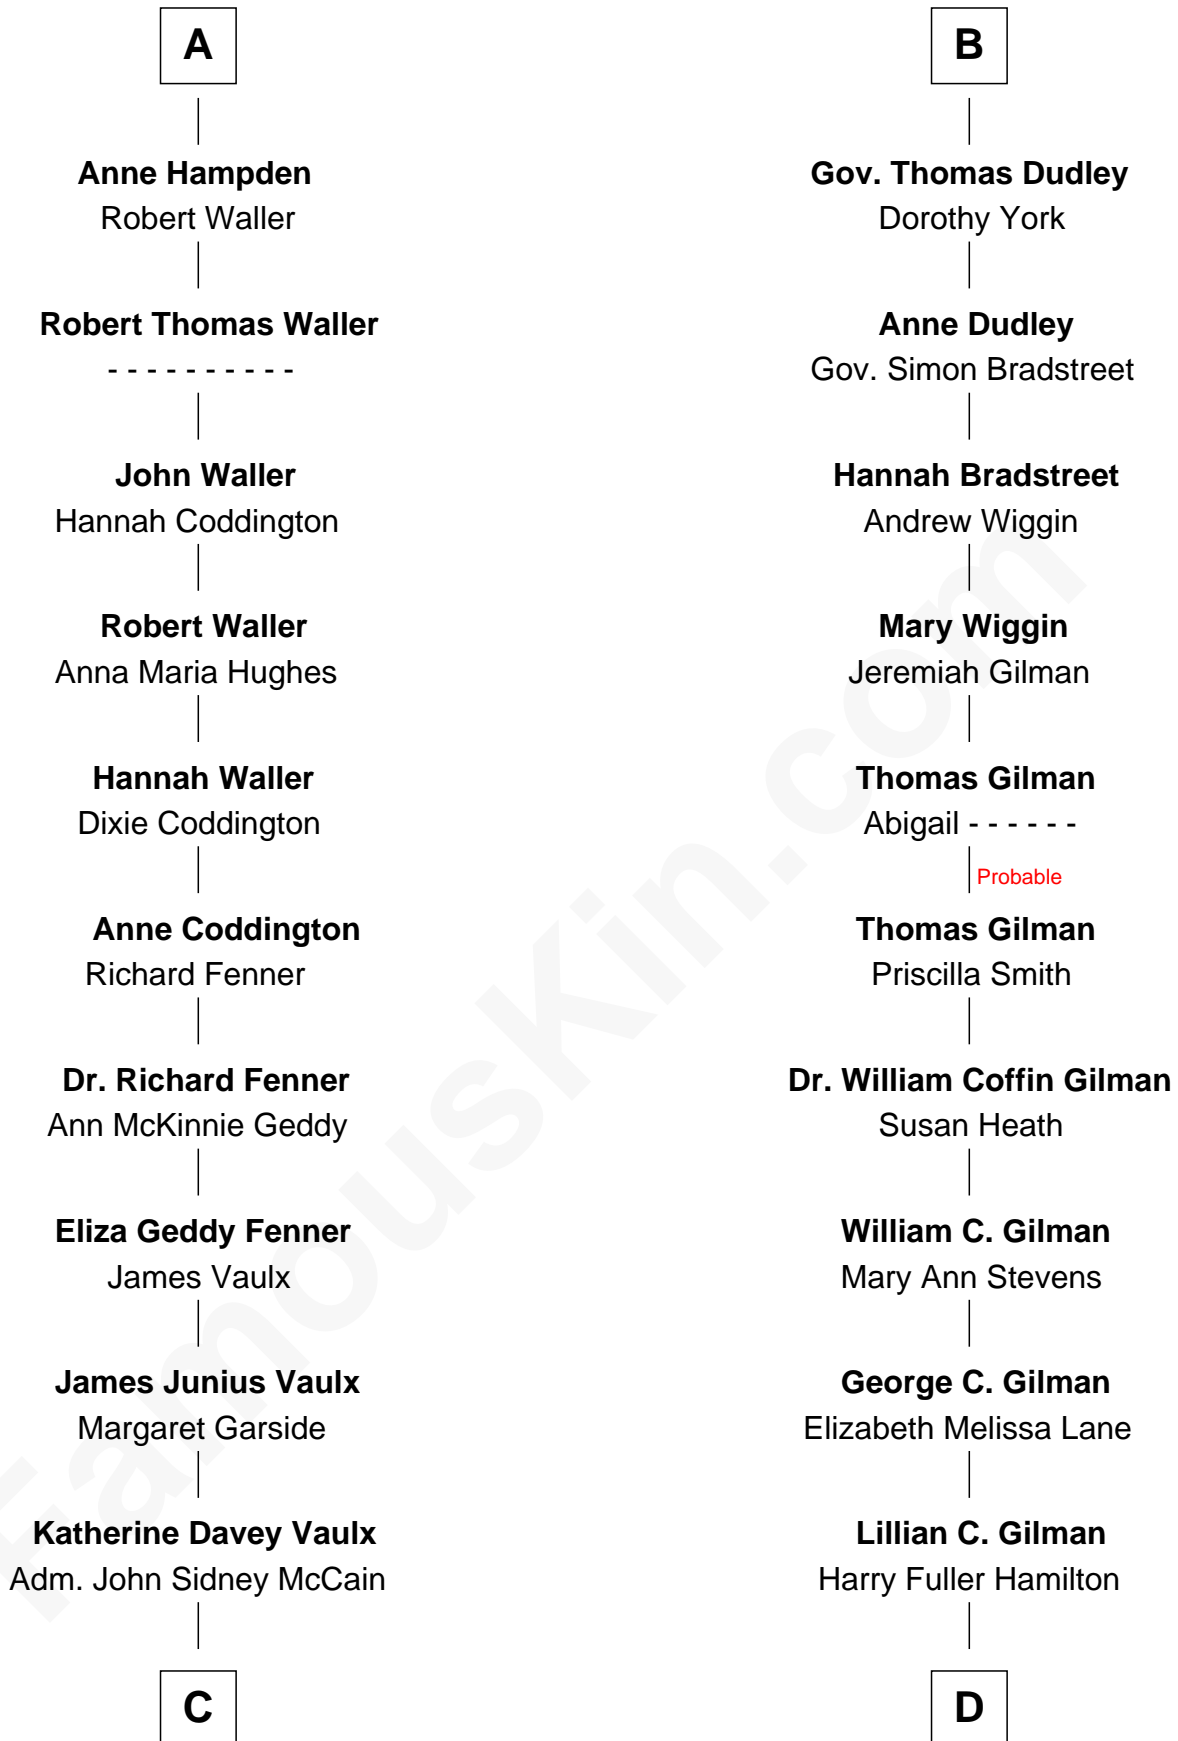 A
Anne Hampden
Robert Waller
Robert Thomas Waller
- - - - - - - - - -
John Waller
Hannah Coddington
Robert Waller
Anna Maria Hughes
Hannah Waller
Dixie Coddington
Anne Coddington
Richard Fenner
Dr. Richard Fenner
Ann McKinnie Geddy
Eliza Geddy Fenner
James Vaulx
James Junius Vaulx
Margaret Garside
Katherine Davey Vaulx
Adm. John Sidney McCain
C
B
Gov. Thomas Dudley
Dorothy York
Anne Dudley
Gov. Simon Bradstreet
Hannah Bradstreet
Andrew Wiggin
Mary Wiggin
Jeremiah Gilman
Thomas Gilman
Abigail - - - - - -
Probable
Thomas Gilman
Priscilla Smith
Dr. William Coffin Gilman
Susan Heath
William C. Gilman
Mary Ann Stevens
George C. Gilman
Elizabeth Melissa Lane
Lillian C. Gilman
Harry Fuller Hamilton
D
FamousKin.com